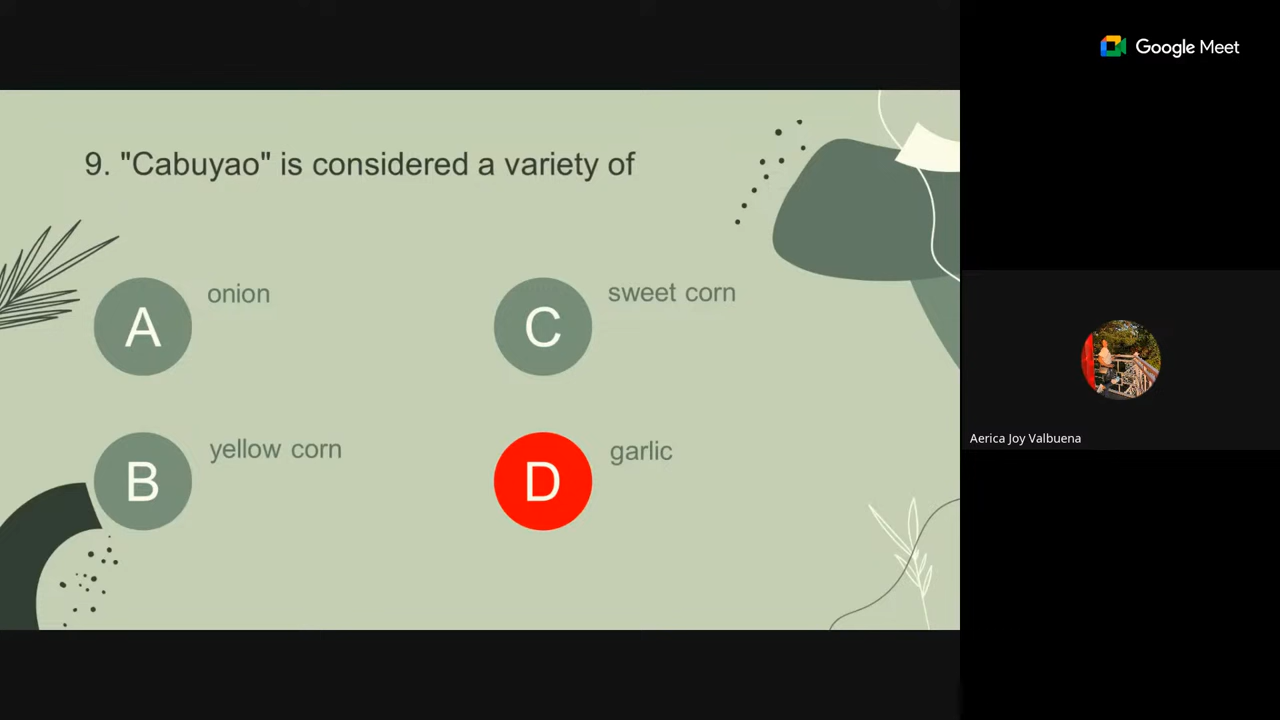 Google Meet
9. "Cabuyao" is considered a variety of
A onion
C sweet corn
B yellow corn
D garlic
Aerica Joy Valbuena